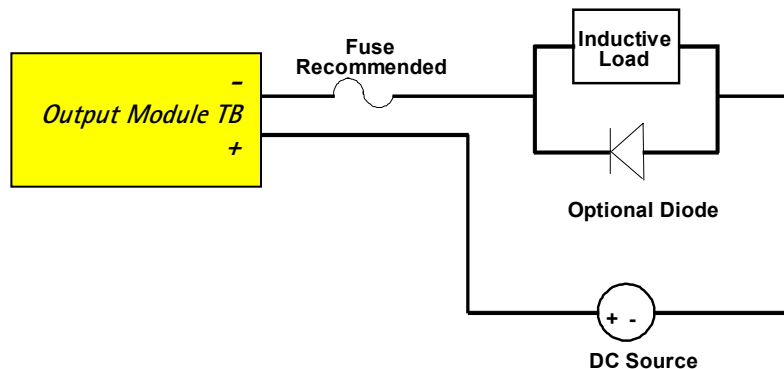 Fuse
Recommended
Inductive
Load
-
Output Module TB
+
Optional Diode
+ -
DC Source